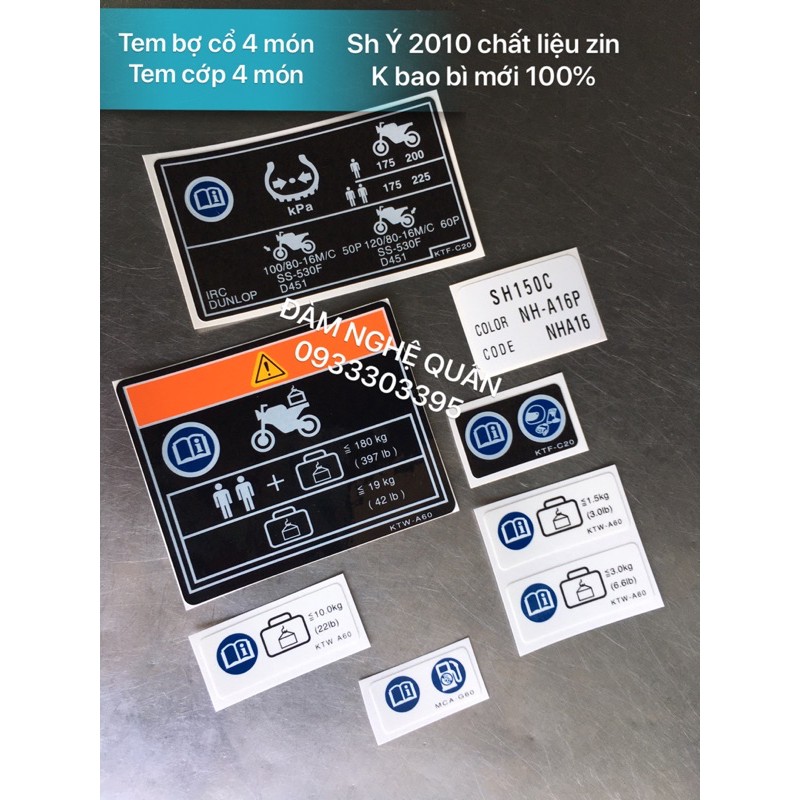 Tem bợ cổ 4 món
Tem cớp 4 món
Sh Ý 2010 chất liệu zin
K bao bì mới 100%
175 200
kPa
175 225
100/80-16M/C 50P
SS-530F
D451
120/80-16M/C 60P
SS-530F
D451
IRC
DUNLOP
KTF-C20
SH150C
COLOR NH-A16P
CODE NHA16
ĐÀM NGHỆ QUÂN
0933303395
≦ 180 kg
( 397 lb )
≦ 19 kg
( 42 lb )
KTW-A60
KTF-C20
≦1.5kg
(3.0lb)
KTW-A60
≦3.0kg
(6.6lb)
KTW-A60
≦10.0kg
(22lb)
KTW A60
MCA G60